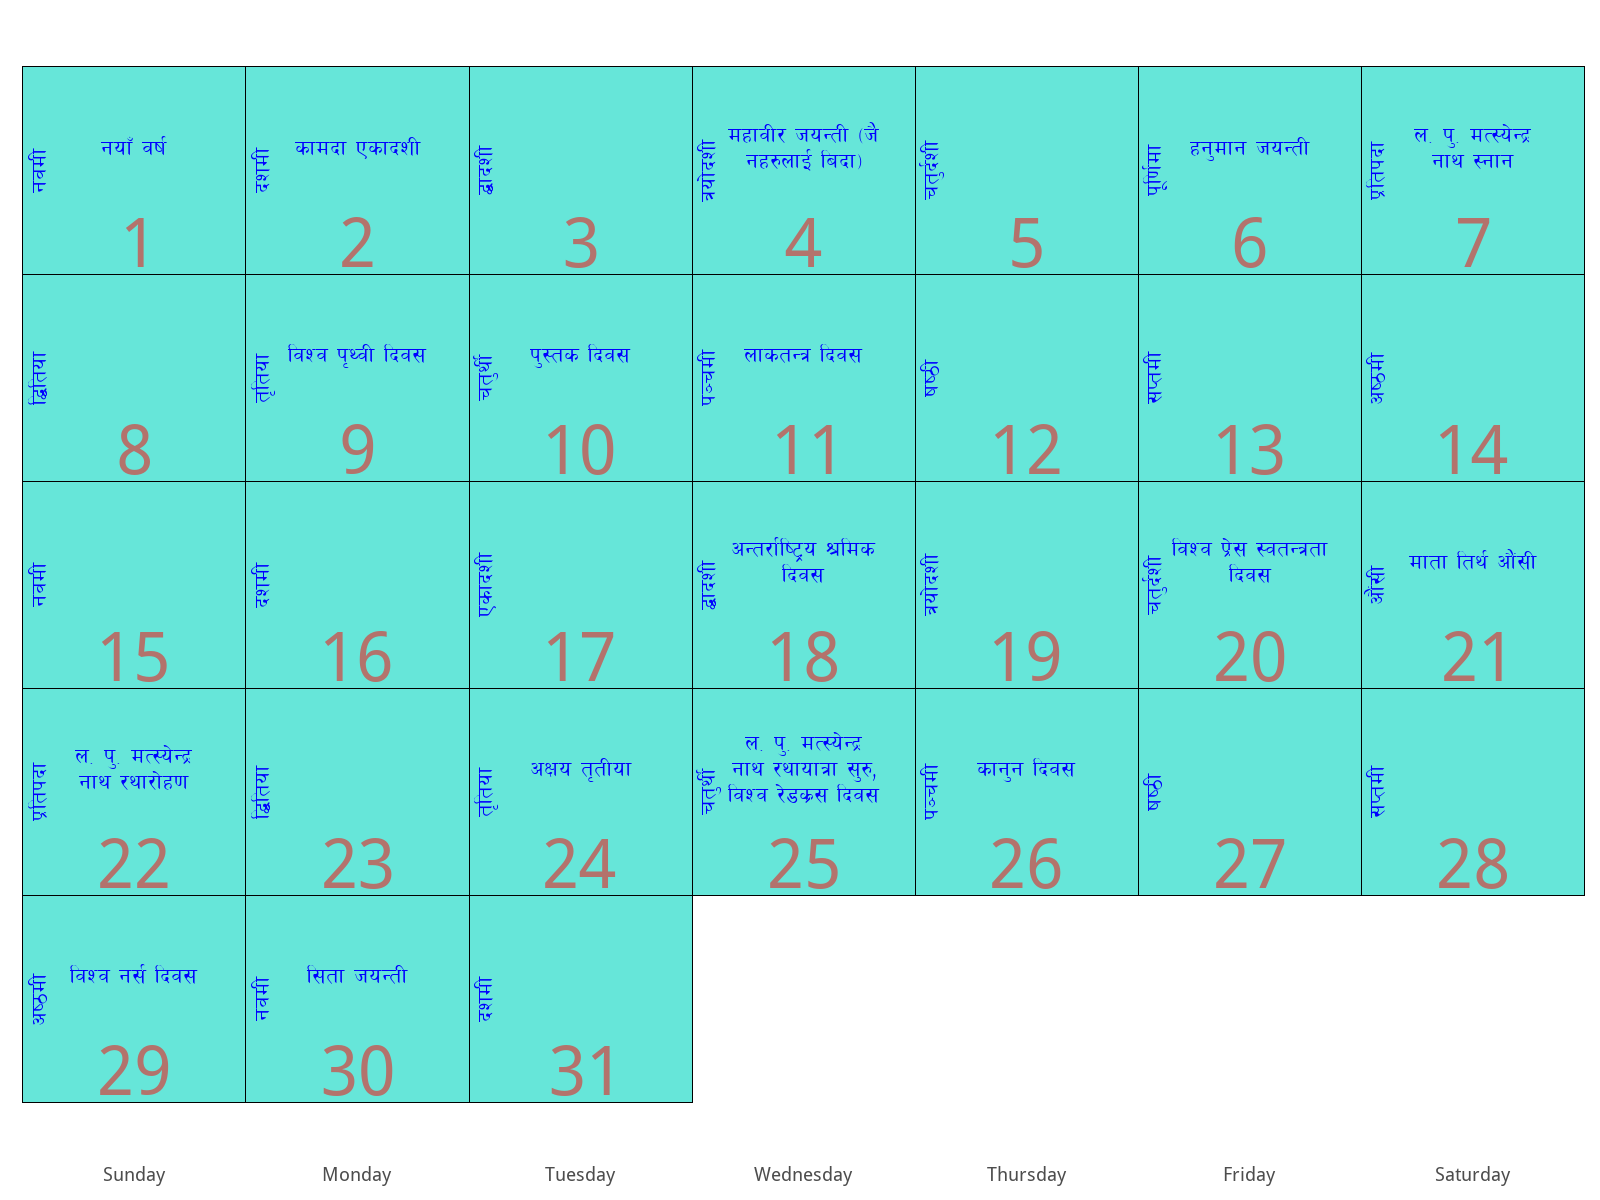 नवमी
नयाँ वर्ष
1
दशमी
कामदा एकादशी
2
द्वादशी
3
त्रयोदशी
महावीर जयन्ती (जै
नहरुलाई बिदा)
4
चतुर्दशी
5
पूर्णिमा
हनुमान जयन्ती
6
प्रतिपदा
ल. पु. मत्स्येन्द्र
नाथ स्नान
7
द्वितिया
8
तृतिया
विश्व पृथ्वी दिवस
9
चतुर्थी
पुस्तक दिवस
10
पञ्चमी
लाकतन्त्र दिवस
11
षष्ठी
12
सप्तमी
13
अष्ठमी
14
नवमी
15
दशमी
16
एकादशी
17
द्वादशी
अन्तर्राष्ट्रिय श्रमिक
दिवस
18
त्रयोदशी
19
चतुर्दशी
विश्व प्रेस स्वतन्त्रता
दिवस
20
औंसी
माता तिर्थ औंसी
21
प्रतिपदा
ल. पु. मत्स्येन्द्र
नाथ रथारोहण
22
द्वितिया
23
तृतिया
अक्षय तृतीया
24
चतुर्थी
ल. पु. मत्स्येन्द्र
नाथ रथायात्रा सुरु,
विश्व रेडक्रस दिवस
25
पञ्चमी
कानुन दिवस
26
षष्ठी
27
सप्तमी
28
अष्ठमी
विश्व नर्स दिवस
29
नवमी
सिता जयन्ती
30
दशमी
31
Sunday
Monday
Tuesday
Wednesday
Thursday
Friday
Saturday